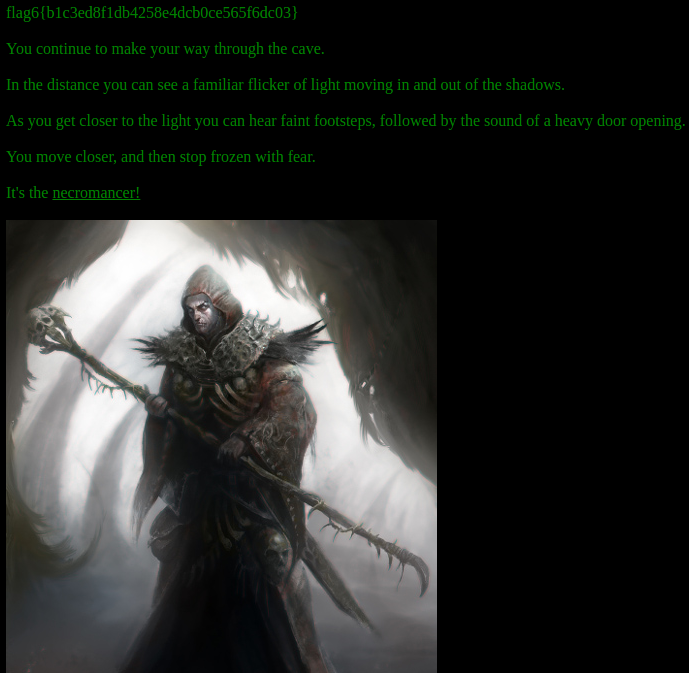 flag6{b1c3ed8f1db4258e4dcb0ce565f6dc03}
You continue to make your way through the cave.
In the distance you can see a familiar flicker of light moving in and out of the shadows.
As you get closer to the light you can hear faint footsteps, followed by the sound of a heavy door opening.
You move closer, and then stop frozen with fear.
It's the necromancer!